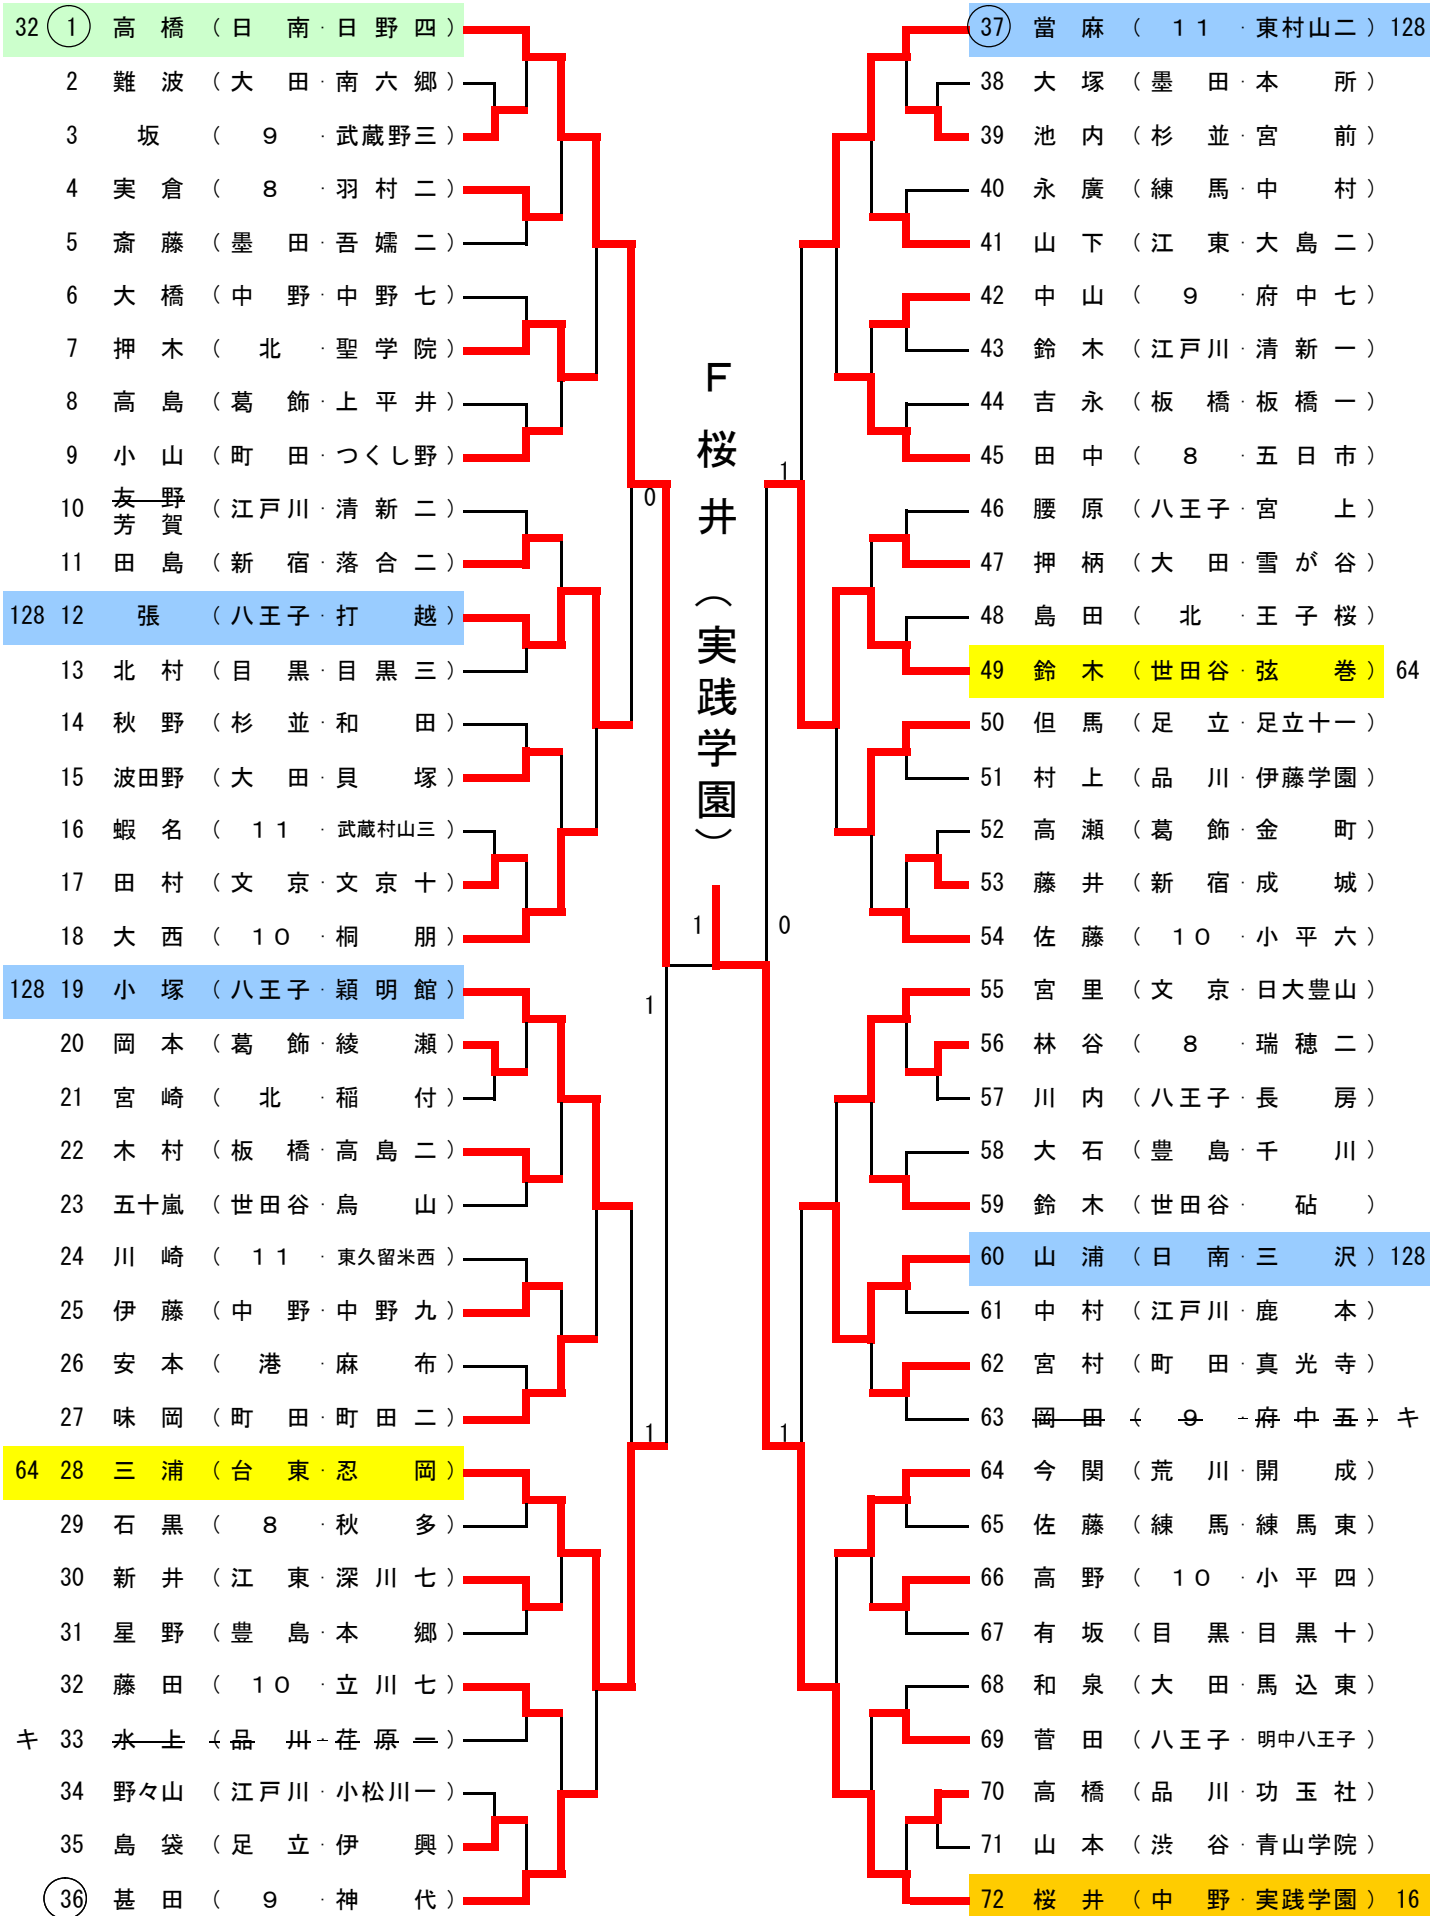 32 1 高橋 (日南・日野四)
2 難波 (大田・南六郷)
3 坂 (9・武蔵野三)
4 実倉 (8・羽村二)
5 斎藤 (墨田・吾嬬二)
6 大橋 (中野・中野七)
7 押木 (北・聖学院)
8 高島 (葛飾・上平井)
9 小山 (町田・つくし野)
10 友野 芳賀 (江戸川・清新二)
11 田島 (新宿・落合二)
128 12 張 (八王子・打越)
13 北村 (目黒・目黒三)
14 秋野 (杉並・和田)
15 波田野 (大田・貝塚)
16 蝦名 (11・武蔵村山三)
17 田村 (文京・文京十)
18 大西 (10・桐朋)
128 19 小塚 (八王子・穎明館)
20 岡本 (葛飾・綾瀬)
21 宮崎 (北・稲付)
22 木村 (板橋・高島二)
23 五十嵐 (世田谷・烏山)
24 川崎 (11・東久留米西)
25 伊藤 (中野・中野九)
26 安本 (港・麻布)
27 味岡 (町田・町田二)
64 28 三浦 (台東・忍岡)
29 石黒 (8・秋多)
30 新井 (江東・深川七)
31 星野 (豊島・本郷)
32 藤田 (10・立川七)
キ 33 水上 (品川・荏原一)
34 野々山 (江戸川・小松川一)
35 島袋 (足立・伊興)
36 甚田 (9・神代)
0
1
1
F 桜井 (実践学園)
1
0
1
1
37 當麻 (11・東村山二) 128
38 大塚 (墨田・本所)
39 池内 (杉並・宮前)
40 永廣 (練馬・中村)
41 山下 (江東・大島二)
42 中山 (9・府中七)
43 鈴木 (江戸川・清新一)
44 吉永 (板橋・板橋一)
45 田中 (8・五日市)
46 腰原 (八王子・宮上)
47 押柄 (大田・雪が谷)
48 島田 (北・王子桜)
49 鈴木 (世田谷・弦巻) 64
50 但馬 (足立・足立十一)
51 村上 (品川・伊藤学園)
52 高瀬 (葛飾・金町)
53 藤井 (新宿・成城)
54 佐藤 (10・小平六)
55 宮里 (文京・日大豊山)
56 林谷 (8・瑞穂二)
57 川内 (八王子・長房)
58 大石 (豊島・千川)
59 鈴木 (世田谷・砧)
60 山浦 (日南・三沢) 128
61 中村 (江戸川・鹿本)
62 宮村 (町田・真光寺)
63 岡田 (9・府中五) キ
64 今関 (荒川・開成)
65 佐藤 (練馬・練馬東)
66 高野 (10・小平四)
67 有坂 (目黒・目黒十)
68 和泉 (大田・馬込東)
69 菅田 (八王子・明中八王子)
70 高橋 (品川・功玉社)
71 山本 (渋谷・青山学院)
72 桜井 (中野・実践学園) 16